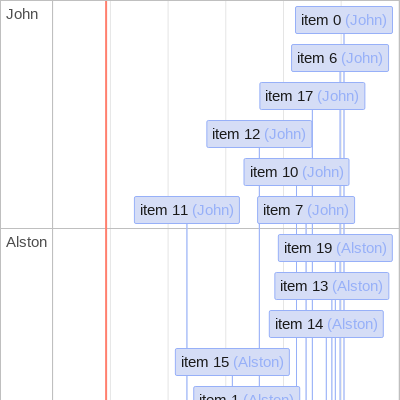 John
item 0 (John)
item 6 (John)
item 17 (John)
item 12 (John)
item 10 (John)
item 11 (John) item 7 (John)
Alston
item 19 (Alston)
item 13 (Alston)
item 14 (Alston)
item 15 (Alston)
item 1 (Alston)